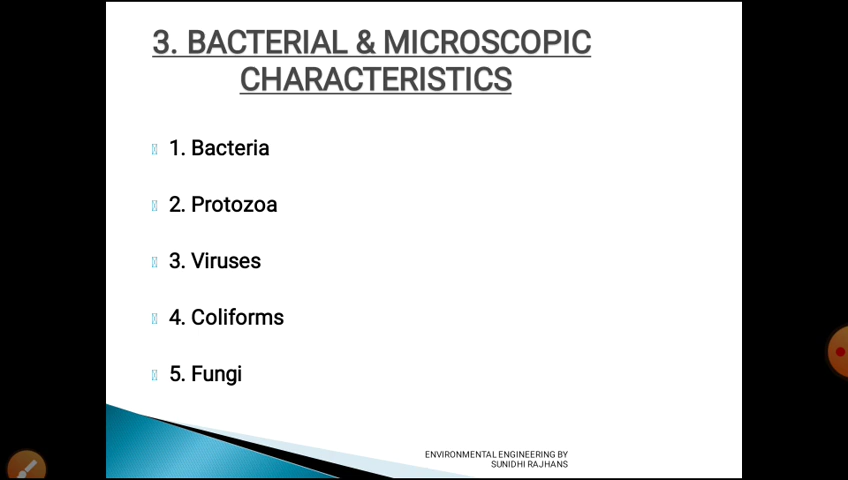 3. BACTERIAL & MICROSCOPIC
CHARACTERISTICS
1. Bacteria
2. Protozoa
3. Viruses
4. Coliforms
5. Fungi
ENVIRONMENTAL ENGINEERING BY
SUNIDHI RAJHANS